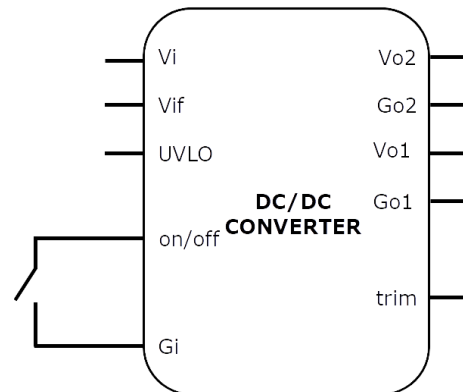 Vi
Vif
UVLO
on/off
Gi
DC/DC
CONVERTER
Vo2
Go2
Vo1
Go1
trim